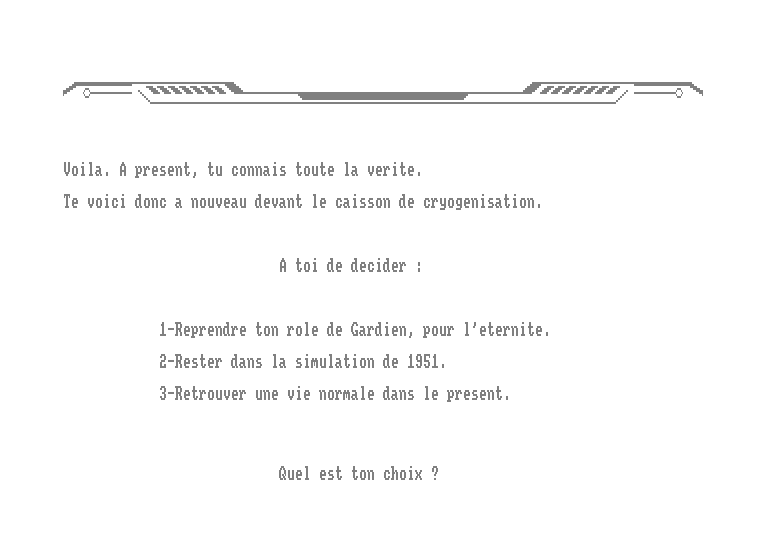 Voila. A present, tu connais toute la verite.
Te voici donc a nouveau devant le caisson de cryogenisation.
A toi de decider :
1-Reprendre ton role de Gardien, pour l'eternite.
2-Rester dans la simulation de 1951.
3-Retrouver une vie normale dans le present.
Quel est ton choix ?